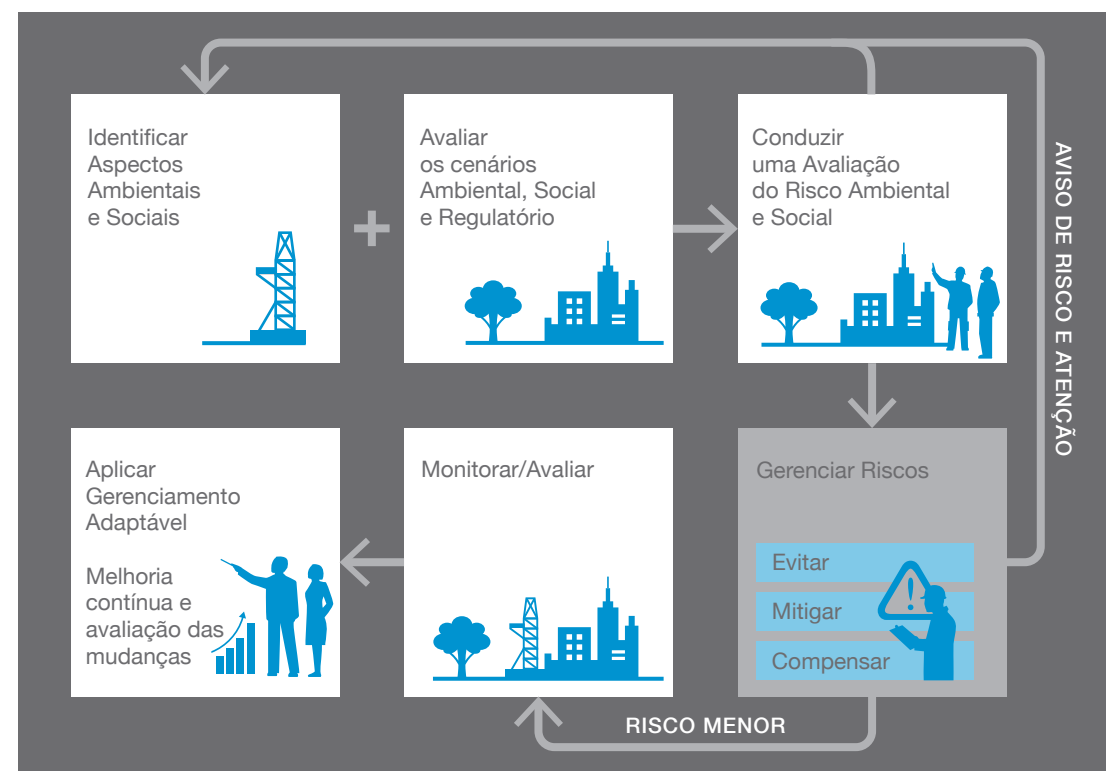 Identificar
Aspectos
Ambientais
e Sociais
+
Avaliar
os cenários
Ambiental, Social
e Regulatório
Conduzir
uma Avaliação
do Risco Ambiental
e Social
AVISO DE RISCO E ATENÇÃO
Aplicar
Gerenciamento
Adaptável
Melhoria
contínua e
avaliação das
mudanças
Monitorar/Avaliar
Gerenciar Riscos
Evitar
Mitigar
Compensar
!
RISCO MENOR